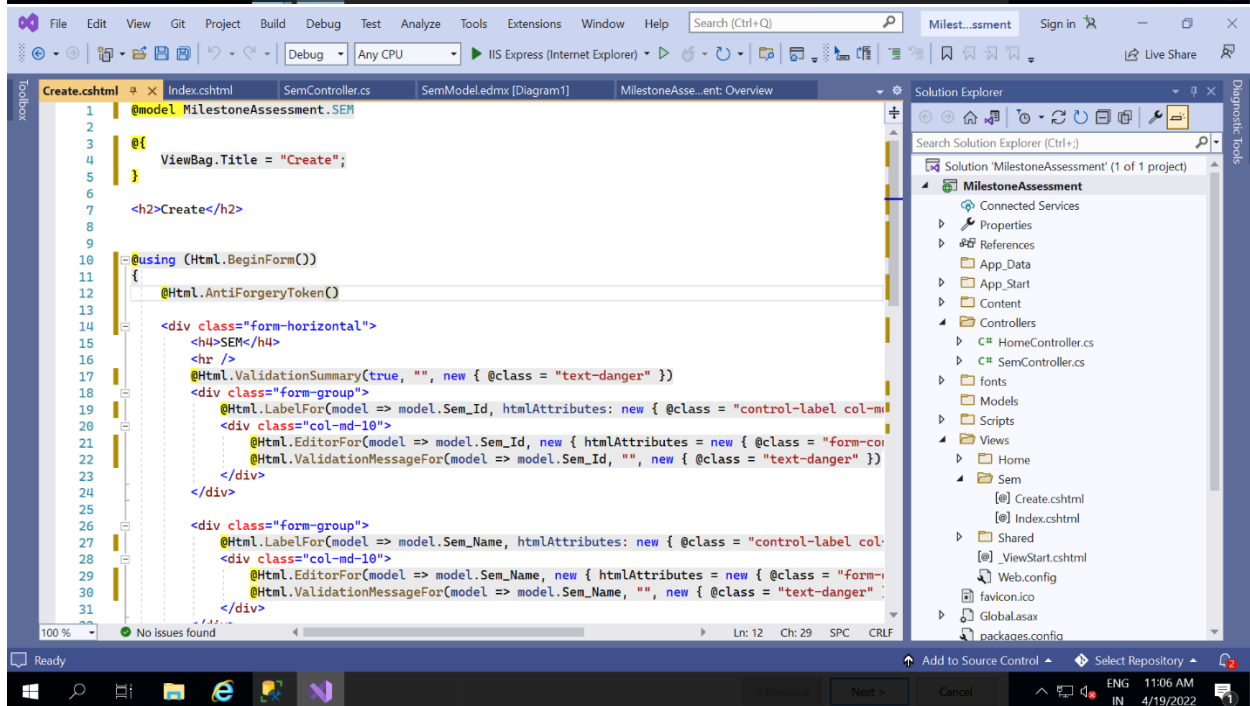 File Edit View Git Project Build Debug Test Analyze Tools Extensions Window Help Search (Ctrl+Q) Milest...ssment Sign in
Debug Any CPU IIS Express (Internet Explorer) Live Share
Toolbox
Create.cshtml Index.cshtml SemController.cs SemModel.edmx [Diagram1] MilestoneAsse...ent: Overview
1 @model MilestoneAssessment.SEM
2
3 @{
4 ViewBag.Title = "Create";
5 }
6
7 <h2>Create</h2>
8
9
10 @using (Html.BeginForm())
11 {
12 @Html.AntiForgeryToken()
13
14 <div class="form-horizontal">
15 <h4>SEM</h4>
16 <hr />
17 @Html.ValidationSummary(true, "", new { @class = "text-danger" })
18 <div class="form-group">
19 @Html.LabelFor(model => model.Sem_Id, htmlAttributes: new { @class = "control-label col-m
20 <div class="col-md-10">
21 @Html.EditorFor(model => model.Sem_Id, new { htmlAttributes = new { @class = "form-co
22 @Html.ValidationMessageFor(model => model.Sem_Id, "", new { @class = "text-danger" })
23 </div>
24 </div>
25
26 <div class="form-group">
27 @Html.LabelFor(model => model.Sem_Name, htmlAttributes: new { @class = "control-label col-
28 <div class="col-md-10">
29 @Html.EditorFor(model => model.Sem_Name, new { htmlAttributes = new { @class = "form-
30 @Html.ValidationMessageFor(model => model.Sem_Name, "", new { @class = "text-danger"
31 </div>
100 % No issues found Ln: 12 Ch: 29 SPC CRLF
Solution Explorer
Search Solution Explorer (Ctrl+;)
Solution 'MilestoneAssessment' (1 of 1 project)
MilestoneAssessment
Connected Services
Properties
References
App_Data
App_Start
Content
Controllers
C# HomeController.cs
C# SemController.cs
fonts
Models
Scripts
Views
Home
Sem
[@] Create.cshtml
[@] Index.cshtml
Shared
[@] _ViewStart.cshtml
Web.config
favicon.ico
Global.asax
packages.config
Diagnostic Tools
Ready Add to Source Control Select Repository 2
Next > Cancel
ENG 11:06 AM
IN 4/19/2022
1